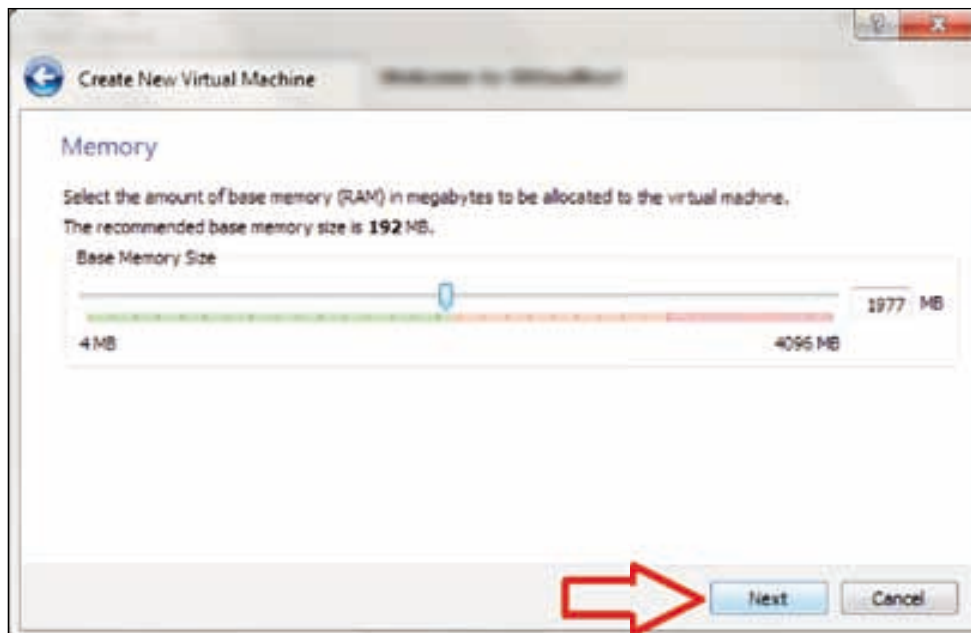 Create New Virtual Machine
Memory
Select the amount of base memory (RAM) in megabytes to be allocated to the virtual machine.
The recommended base memory size is 192 MB.
Base Memory Size
1977 MB
4 MB 4096 MB
Next Cancel